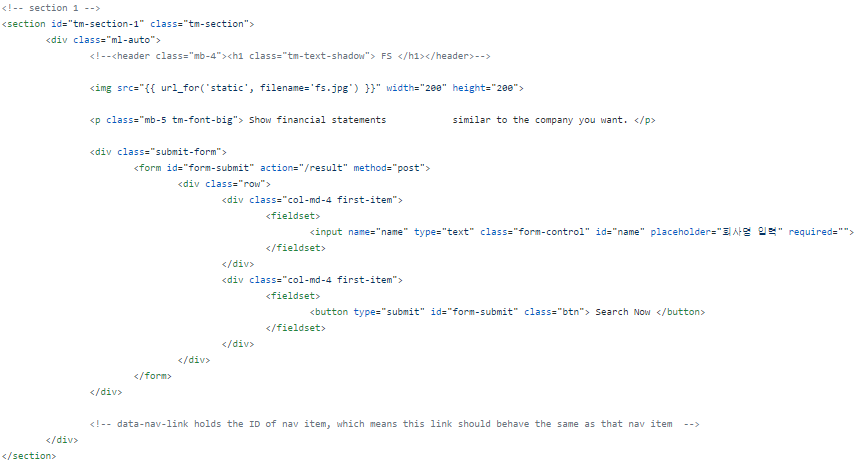 <!-- section 1 -->
<section id="tm-section-1" class="tm-section">
<div class="ml-auto">
<!--<header class="mb-4"><h1 class="tm-text-shadow"> FS </h1></header>-->
<img src="{{ url_for('static', filename='fs.jpg') }}" width="200" height="200">
<p class="mb-5 tm-font-big"> Show financial statements similar to the company you want. </p>
<div class="submit-form">
<form id="form-submit" action="/result" method="post">
<div class="row">
<div class="col-md-4 first-item">
<fieldset>
<input name="name" type="text" class="form-control" id="name" placeholder="회사명 입력" required="">
</fieldset>
</div>
<div class="col-md-4 first-item">
<fieldset>
<button type="submit" id="form-submit" class="btn"> Search Now </button>
</fieldset>
</div>
</div>
</form>
</div>
<!-- data-nav-link holds the ID of nav item, which means this link should behave the same as that nav item -->
</div>
</section>